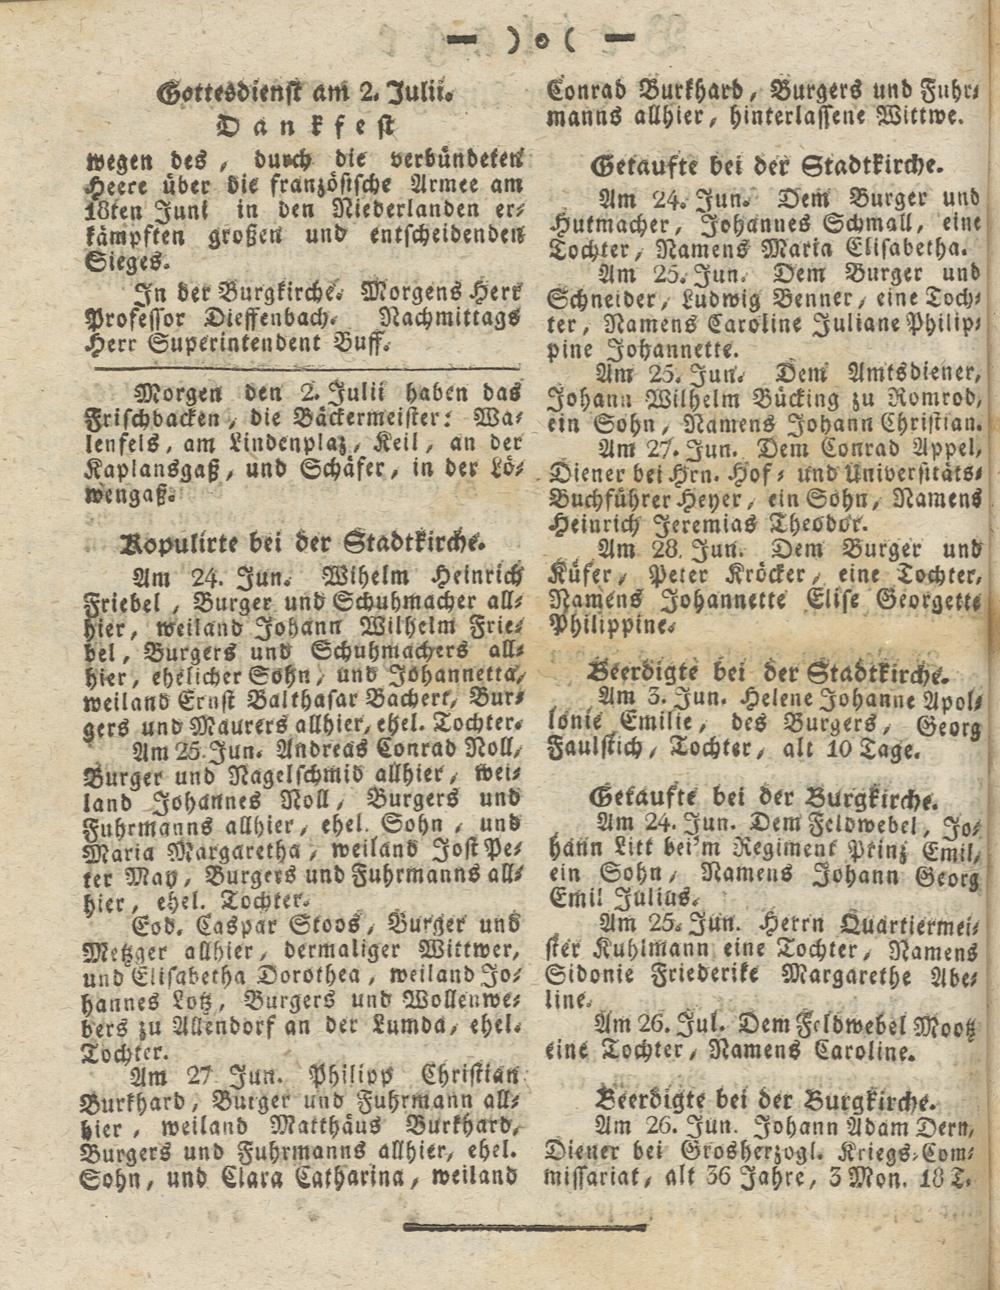 — ) o ( —
Gottesdienst am 2. Julii.
Dankfest
wegen des, durch die verbündeten
Heere über die französische Armee am
18ten Juni in den Niederlanden er-
kämpften großen und entscheidenden
Sieges.
In der Burgkirche. Morgens Herr
Professor Dieffenbach. Nachmittags
Herr Superintendent Buff.
Morgen den 2. Julii haben das
Frischbacken, die Bäckermeister: Wa-
lenfels, am Lindenplaz, Keil, an der
Kaplansgaß, und Schäfer, in der Lö-
wengaß.
Kopulirte bei der Stadtkirche.
Am 24. Jun. Wihelm Heinrich
Friebel, Burger und Schuhmacher all-
hier, weiland Johann Wilhelm Frie-
bel, Burgers und Schuhmachers all-
hier, ehelicher Sohn, und Johannetta,
weiland Ernst Balthasar Bachert, Bur-
gers und Maurers allhier, ehel. Tochter.
Am 25. Jun. Andreas Conrad Noll,
Burger und Nagelschmid allhier, wei-
land Johannes Noll, Burgers und
Fuhrmanns allhier, ehel. Sohn, und
Maria Margaretha, weiland Jost Pe-
ter May, Burgers und Fuhrmanns all-
hier, ehel. Tochter.
Eod. Caspar Stoos, Burger und
Metzger allhier, dermaliger Wittwer,
und Elisabetha Dorothea, weiland Jo-
hannes Lotz, Burgers und Wollenwe-
bers zu Allendorf an der Lumda, ehel.
Tochter.
Am 27 Jun. Philipp Christian
Burkhard, Burger und Fuhrmann all-
hier, weiland Matthäus Burkhard,
Burgers und Fuhrmanns allhier, ehel.
Sohn, und Clara Catharina, weiland
Conrad Burkhard, Burgers und Fuhr-
manns allhier, hinterlassene Wittwe.
Getaufte bei der Stadtkirche.
Am 24. Jun. Dem Burger und
Hutmacher, Johannes Schmall, eine
Tochter, Namens Maria Elisabetha.
Am 25. Jun. Dem Burger und
Schneider, Ludwig Benner, eine Toch-
ter, Namens Caroline Juliane Philip-
pine Johannette.
Am 25. Jun. Dem Amtsdiener,
Johann Wilhelm Bücking zu Romrod,
ein Sohn, Namens Johann Christian.
Am 27. Jun. Dem Conrad Appel,
Diener bei Hrn. Hof- und Universitäts-
Buchführer Heyer, ein Sohn, Namens
Heinrich Jeremias Theodor.
Am 28. Jun. Dem Burger und
Küfer, Peter Kröcker, eine Tochter,
Namens Johannette Elise Georgette
Philippine.
Beerdigte bei der Stadtkirche.
Am 3. Jun. Helene Johanne Apol-
lonie Emilie, des Burgers, Georg
Faulstich, Tochter, alt 10 Tage.
Getaufte bei der Burgkirche.
Am 24. Jun. Dem Feldwebel, Jo-
hann Litt bei'm Regiment Prinz Emil,
ein Sohn, Namens Johann Georg
Emil Julius.
Am 25. Jun. Herrn Quartiermei-
ster Kuhlmann eine Tochter, Namens
Sidonie Friederike Margarethe Abe-
line.
Am 26. Jul. Dem Feldwebel Mootz
eine Tochter, Namens Caroline.
Beerdigte bei der Burgkirche.
Am 26. Jun. Johann Adam Dern,
Diener bei Grosherzogl. Kriegs-Com-
missariat, alt 36 Jahre, 3 Mon. 18 T.